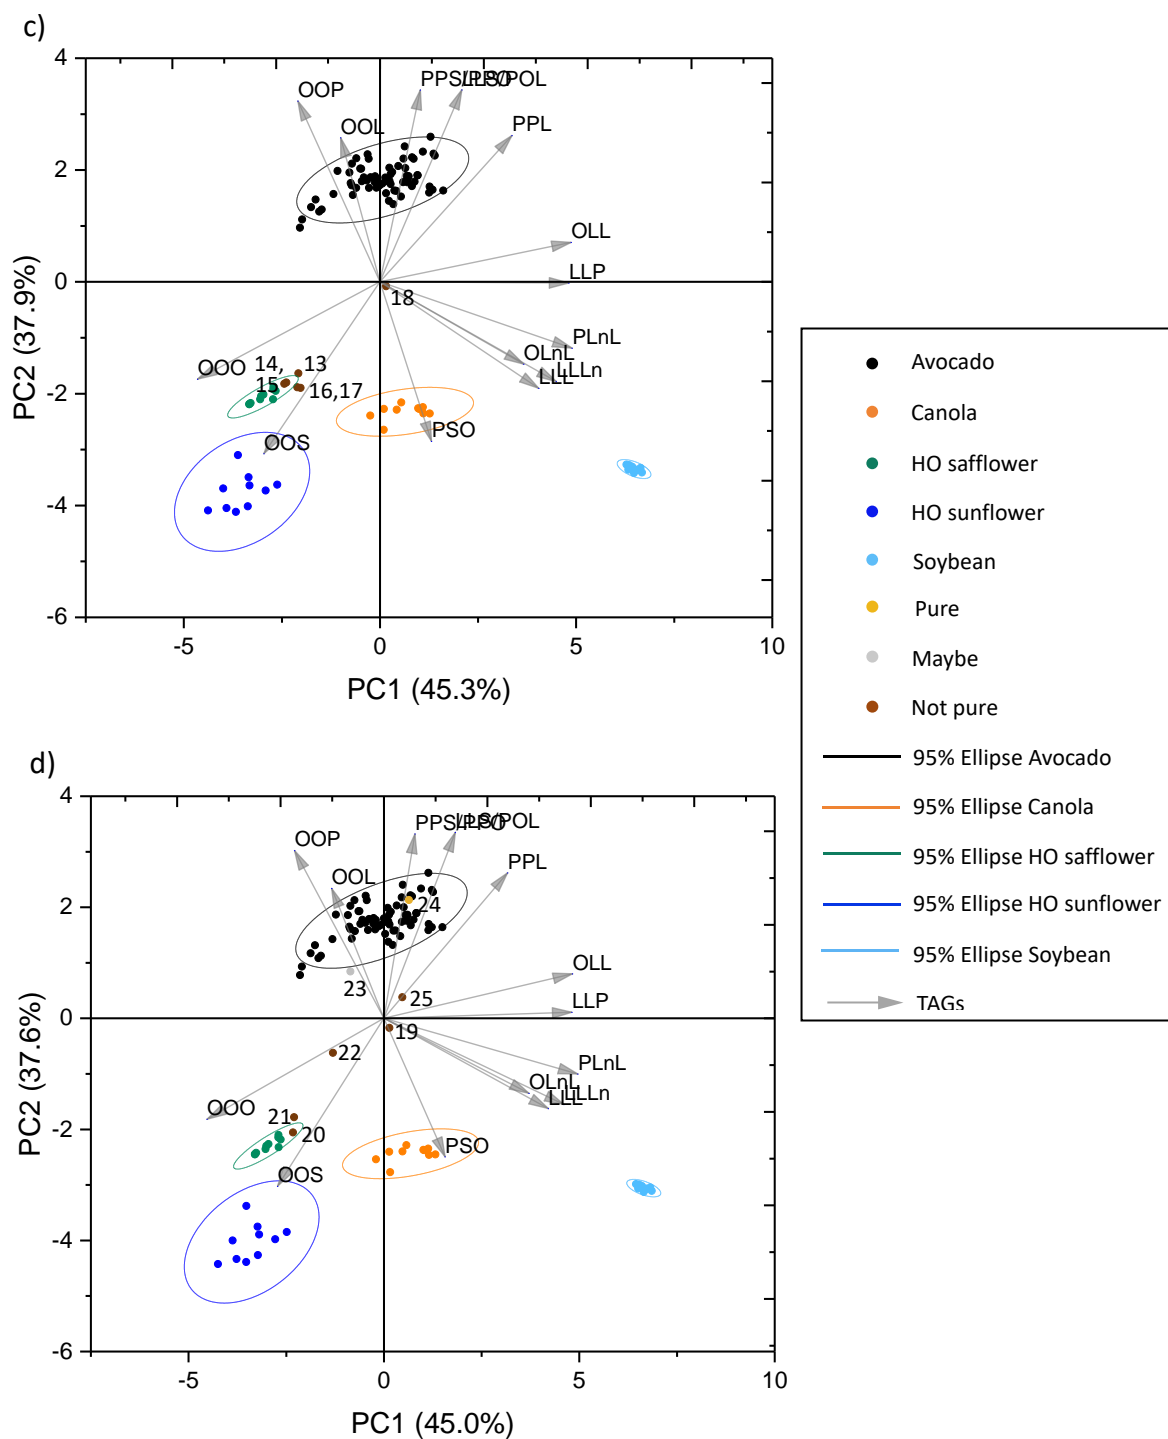 c)
4
2
0
-2
-4
-6
PC2 (37.9%)
OOP
OOL
PPL
OLL
LLP
18
PLnL
OLnL
LLLn
LLL
OOO
14,
13
15
16,17
PSO
OOS
-5
0
5
10
PC1 (45.3%)
Avocado
Canola
HO safflower
HO sunflower
Soybean
Pure
Maybe
Not pure
95% Ellipse Avocado
95% Ellipse Canola
95% Ellipse HO safflower
95% Ellipse HO sunflower
95% Ellipse Soybean
TAGs
d)
4
2
0
-2
-4
-6
PC2 (37.6%)
OOP
OOL
PPL
24
OLL
23
25
LLP
19
22
PLnL
OLnL
LLLn
LLL
OOO
21
20
PSO
OOS
-5
0
5
10
PC1 (45.0%)